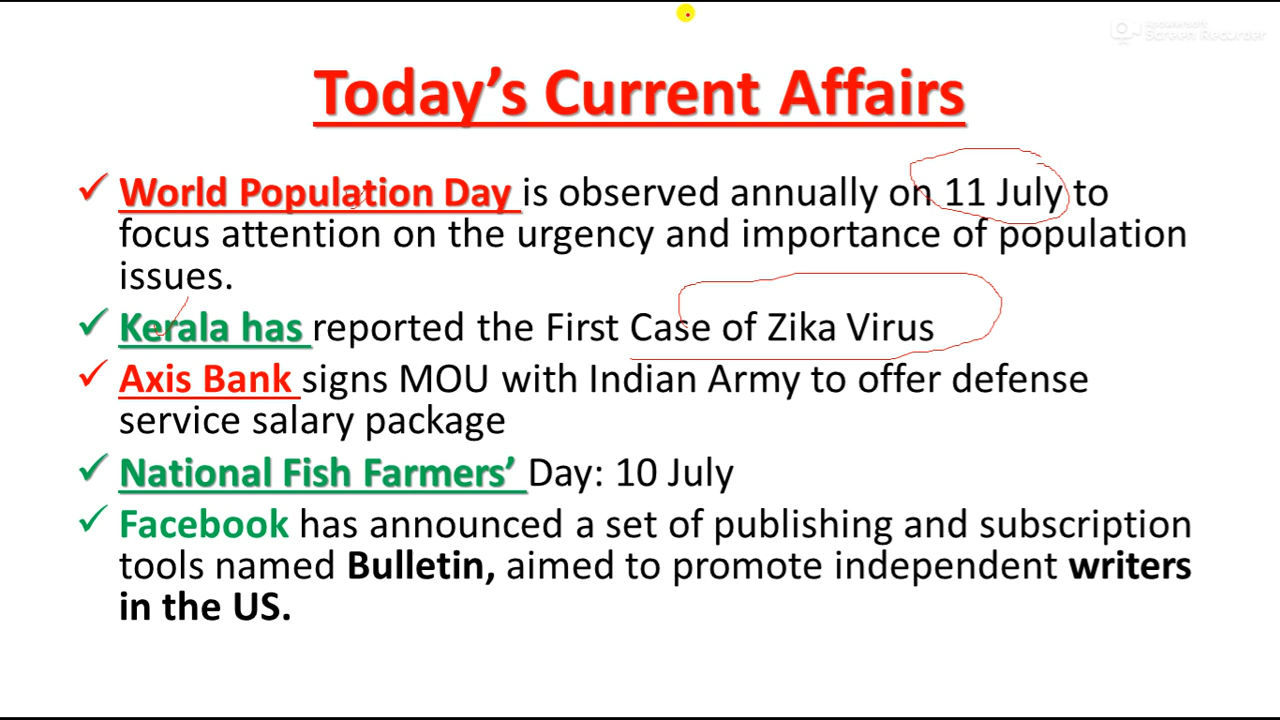 Apowersoft
Screen Recorder
Today’s Current Affairs
✓ World Population Day is observed annually on 11 July to
focus attention on the urgency and importance of population
issues.
✓ Kerala has reported the First Case of Zika Virus
✓ Axis Bank signs MOU with Indian Army to offer defense
service salary package
✓ National Fish Farmers’ Day: 10 July
✓ Facebook has announced a set of publishing and subscription
tools named Bulletin, aimed to promote independent writers
in the US.